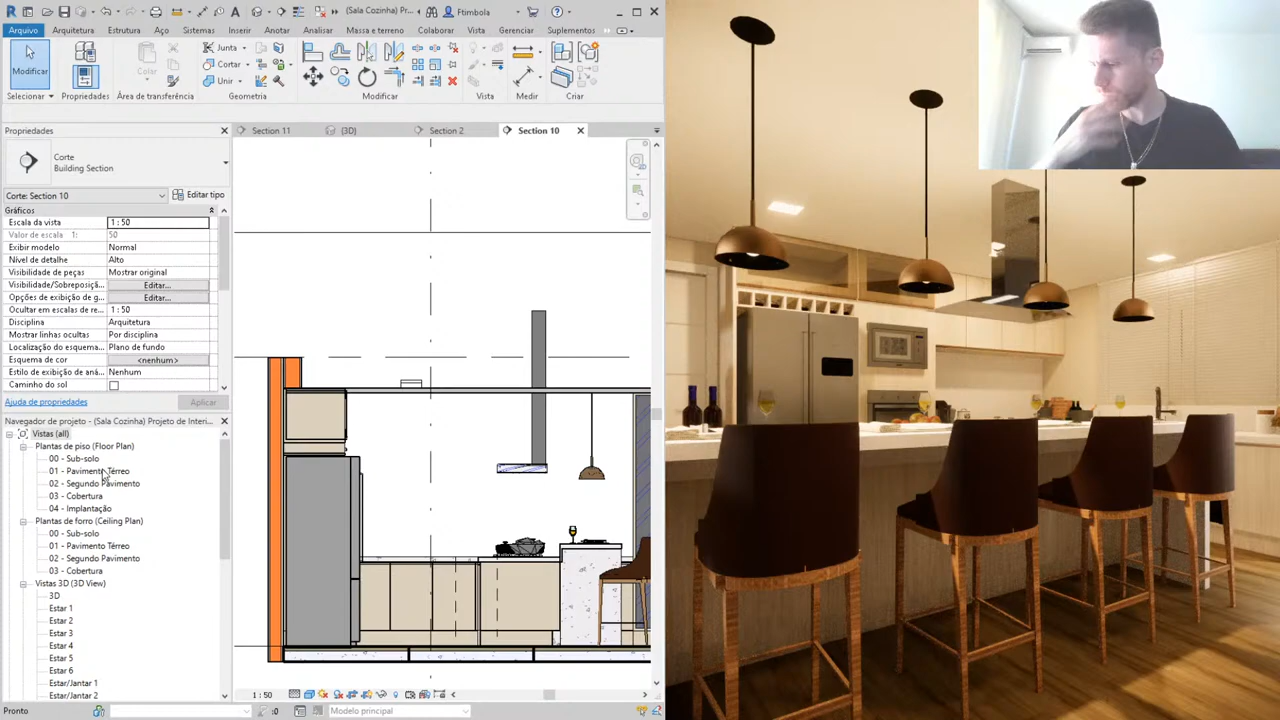 (Sala Cozinha) Pr...
Ftimbola
Arquivo
Arquitetura
Estrutura
Aço
Sistemas
Inserir
Anotar
Analisar
Massa e terreno
Colaborar
Vista
Gerenciar
Suplementos
Modificar
Colar
Junta
Cortar
Unir
Selecionar
Propriedades
Área de transferência
Geometria
Modificar
Vista
Medir
Criar
Propriedades
Section 11
{3D}
Section 2
Section 10
Corte
Building Section
Corte: Section 10
Editar tipo
Gráficos
Escala da vista 1 : 50
Valor de escala 1: 50
Exibir modelo Normal
Nível de detalhe Alto
Visibilidade de peças Mostrar original
Visibilidade/Sobreposiç... Editar...
Opções de exibição de g... Editar...
Ocultar em escalas de re... 1 : 50
Disciplina Arquitetura
Mostrar linhas ocultas Por disciplina
Localização do esquema... Plano de fundo
Esquema de cor <nenhum>
Estilo de exibição de aná... Nenhum
Caminho do sol
Ajuda de propriedades
Aplicar
Navegador de projeto - (Sala Cozinha) Projeto de Interi...
Vistas (all)
Plantas de piso (Floor Plan)
00 - Sub-solo
01 - Pavimento Térreo
02 - Segundo Pavimento
03 - Cobertura
04 - Implantação
Plantas de forro (Ceiling Plan)
00 - Sub-solo
01 - Pavimento Térreo
02 - Segundo Pavimento
03 - Cobertura
Vistas 3D (3D View)
3D
Estar 1
Estar 2
Estar 3
Estar 4
Estar 5
Estar 6
Estar/Jantar 1
Estar/Jantar 2
1 : 50
Pronto
:0
Modelo principal